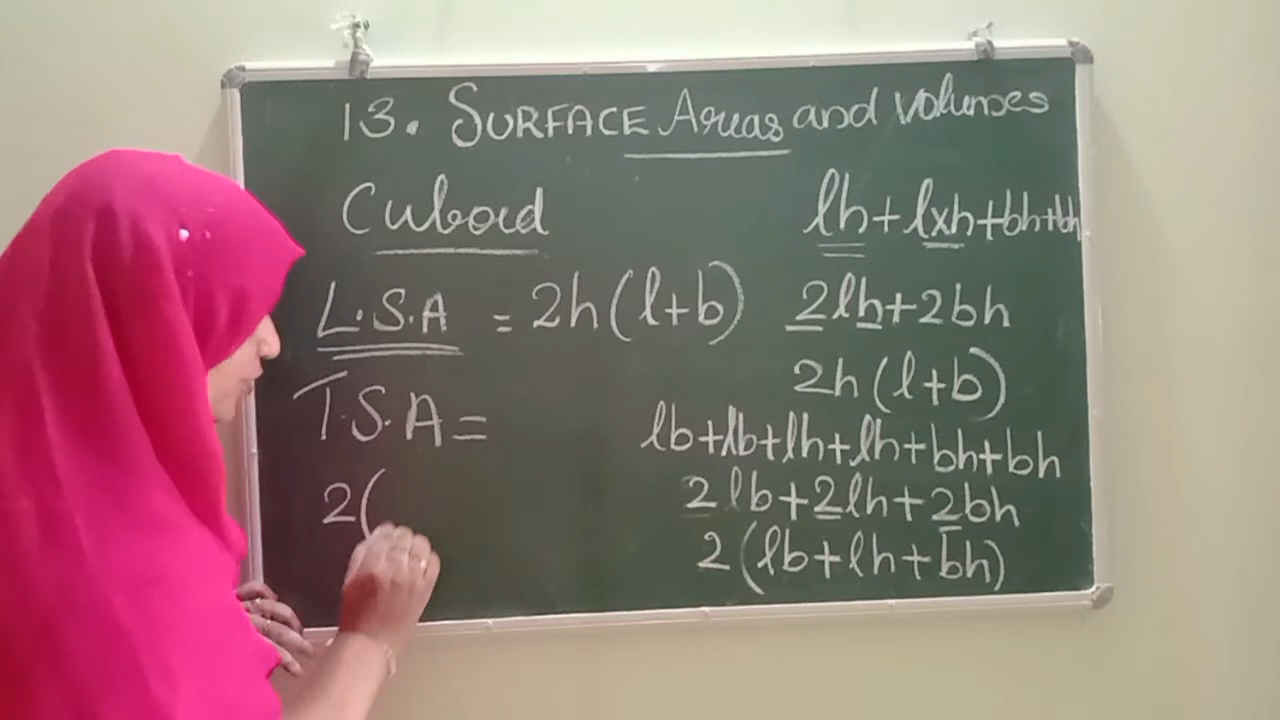 13. SURFACE Areas and volumes
Cuboid
lh+lxh+bh+bh
L.S.A = 2h(l+b)
2lh+2bh
2h(l+b)
T.S.A=
lb+lb+lh+lh+bh+bh
2lb+2lh+2bh
2(
2(lb+lh+bh)